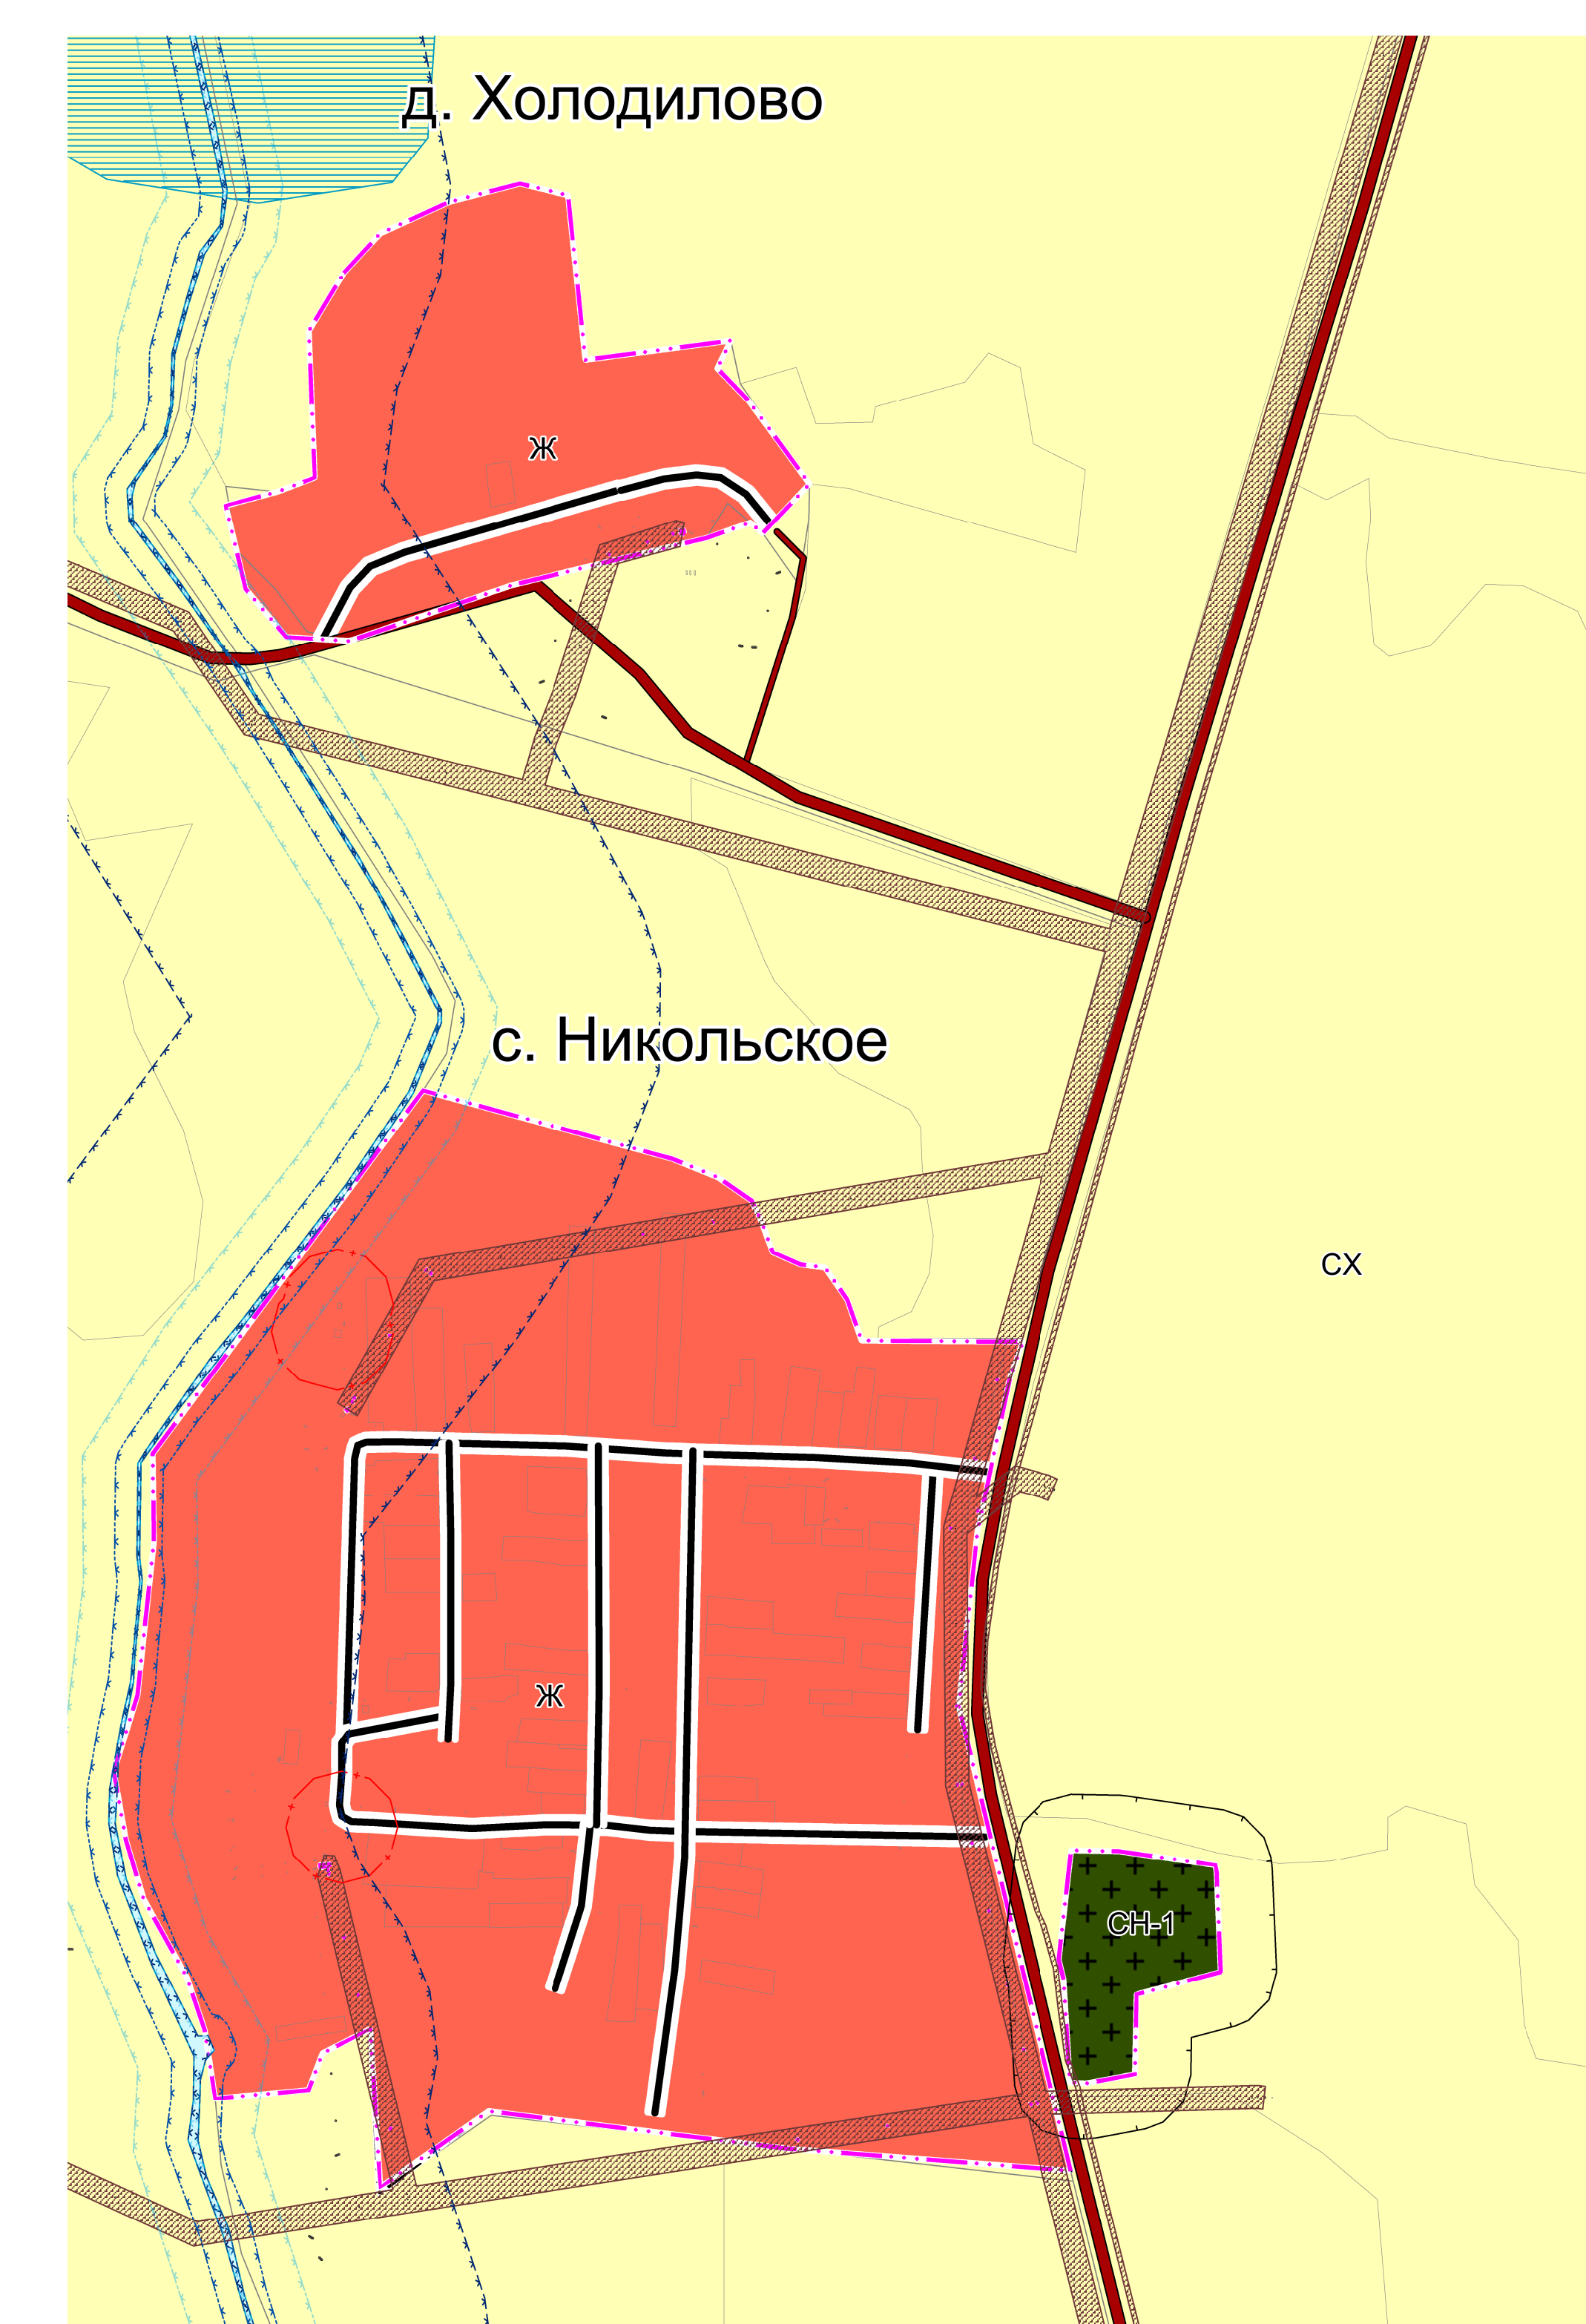 д. Холодилово
Ж
с. Никольское
СХ
Ж
СН-1